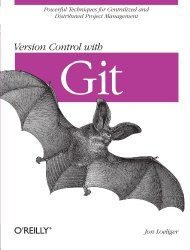 Powerful Techniques for Centralized and
Distributed Project Management
Version Control with
Git
O'REILLY®
Jon Loeliger